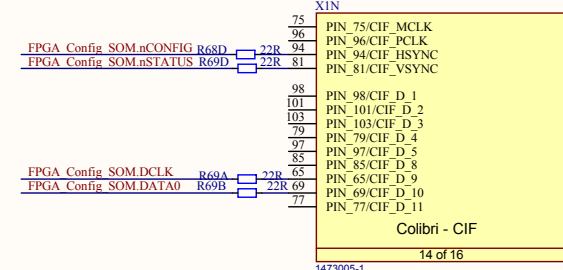 X1N
75 PIN_75/CIF_MCLK
96 PIN_96/CIF_PCLK
FPGA_Config_SOM.nCONFIG R68D 22R 94 PIN_94/CIF_HSYNC
FPGA_Config_SOM.nSTATUS R69D 22R 81 PIN_81/CIF_VSYNC
98 PIN_98/CIF_D_1
101 PIN_101/CIF_D_2
103 PIN_103/CIF_D_3
79 PIN_79/CIF_D_4
97 PIN_97/CIF_D_5
85 PIN_85/CIF_D_8
FPGA_Config_SOM.DCLK R69A 22R 65 PIN_65/CIF_D_9
FPGA_Config_SOM.DATA0 R69B 22R 69 PIN_69/CIF_D_10
77 PIN_77/CIF_D_11
Colibri - CIF
14 of 16
1473005-1